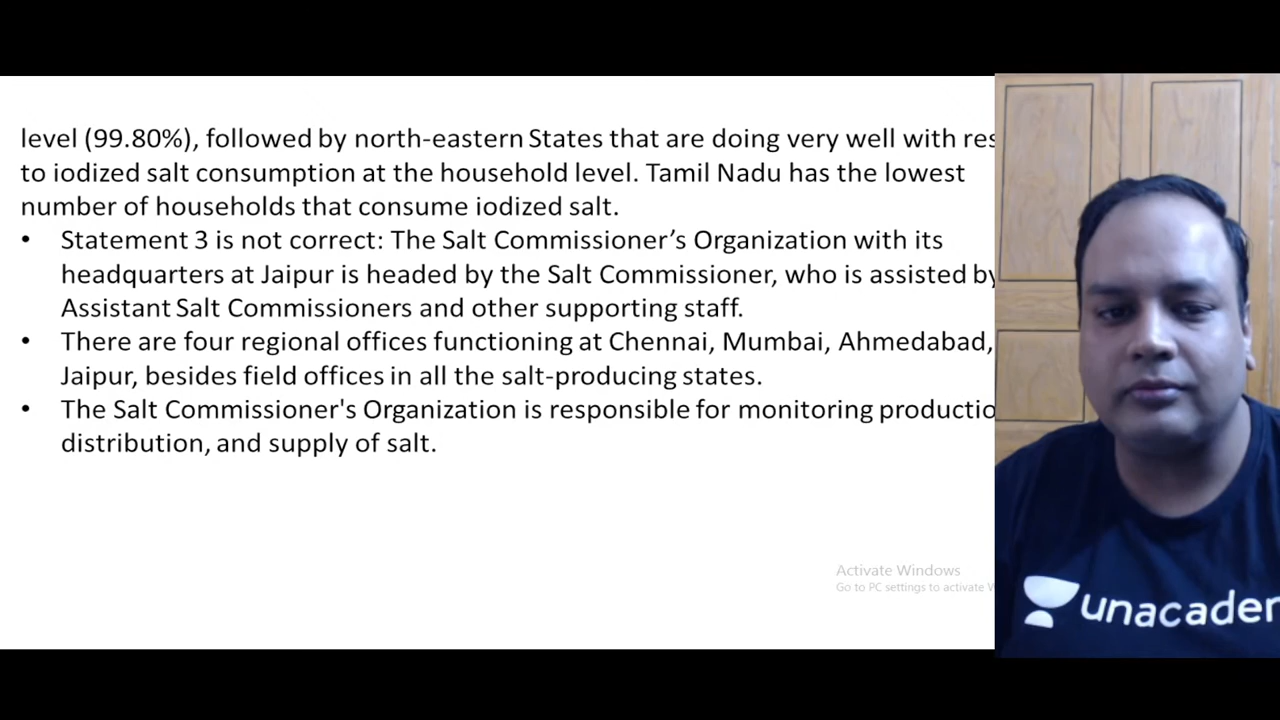 level (99.80%), followed by north-eastern States that are doing very well with res
to iodized salt consumption at the household level. Tamil Nadu has the lowest
number of households that consume iodized salt.
• Statement 3 is not correct: The Salt Commissioner’s Organization with its
headquarters at Jaipur is headed by the Salt Commissioner, who is assisted by
Assistant Salt Commissioners and other supporting staff.
• There are four regional offices functioning at Chennai, Mumbai, Ahmedabad,
Jaipur, besides field offices in all the salt-producing states.
• The Salt Commissioner's Organization is responsible for monitoring productio
distribution, and supply of salt.
Activate Windows
Go to PC settings to activate W
unacadem